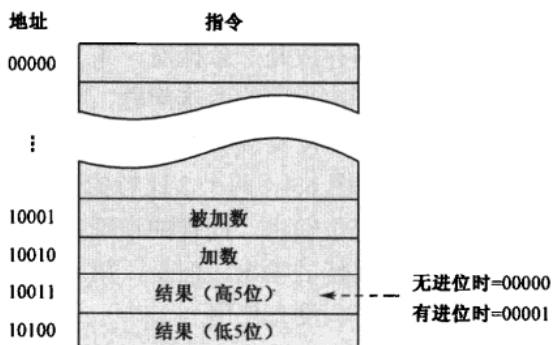 地址 指令
00000
⋮
10001 被加数
10010 加数
10011 结果（高5位） 无进位时=00000
有进位时=00001
10100 结果（低5位）